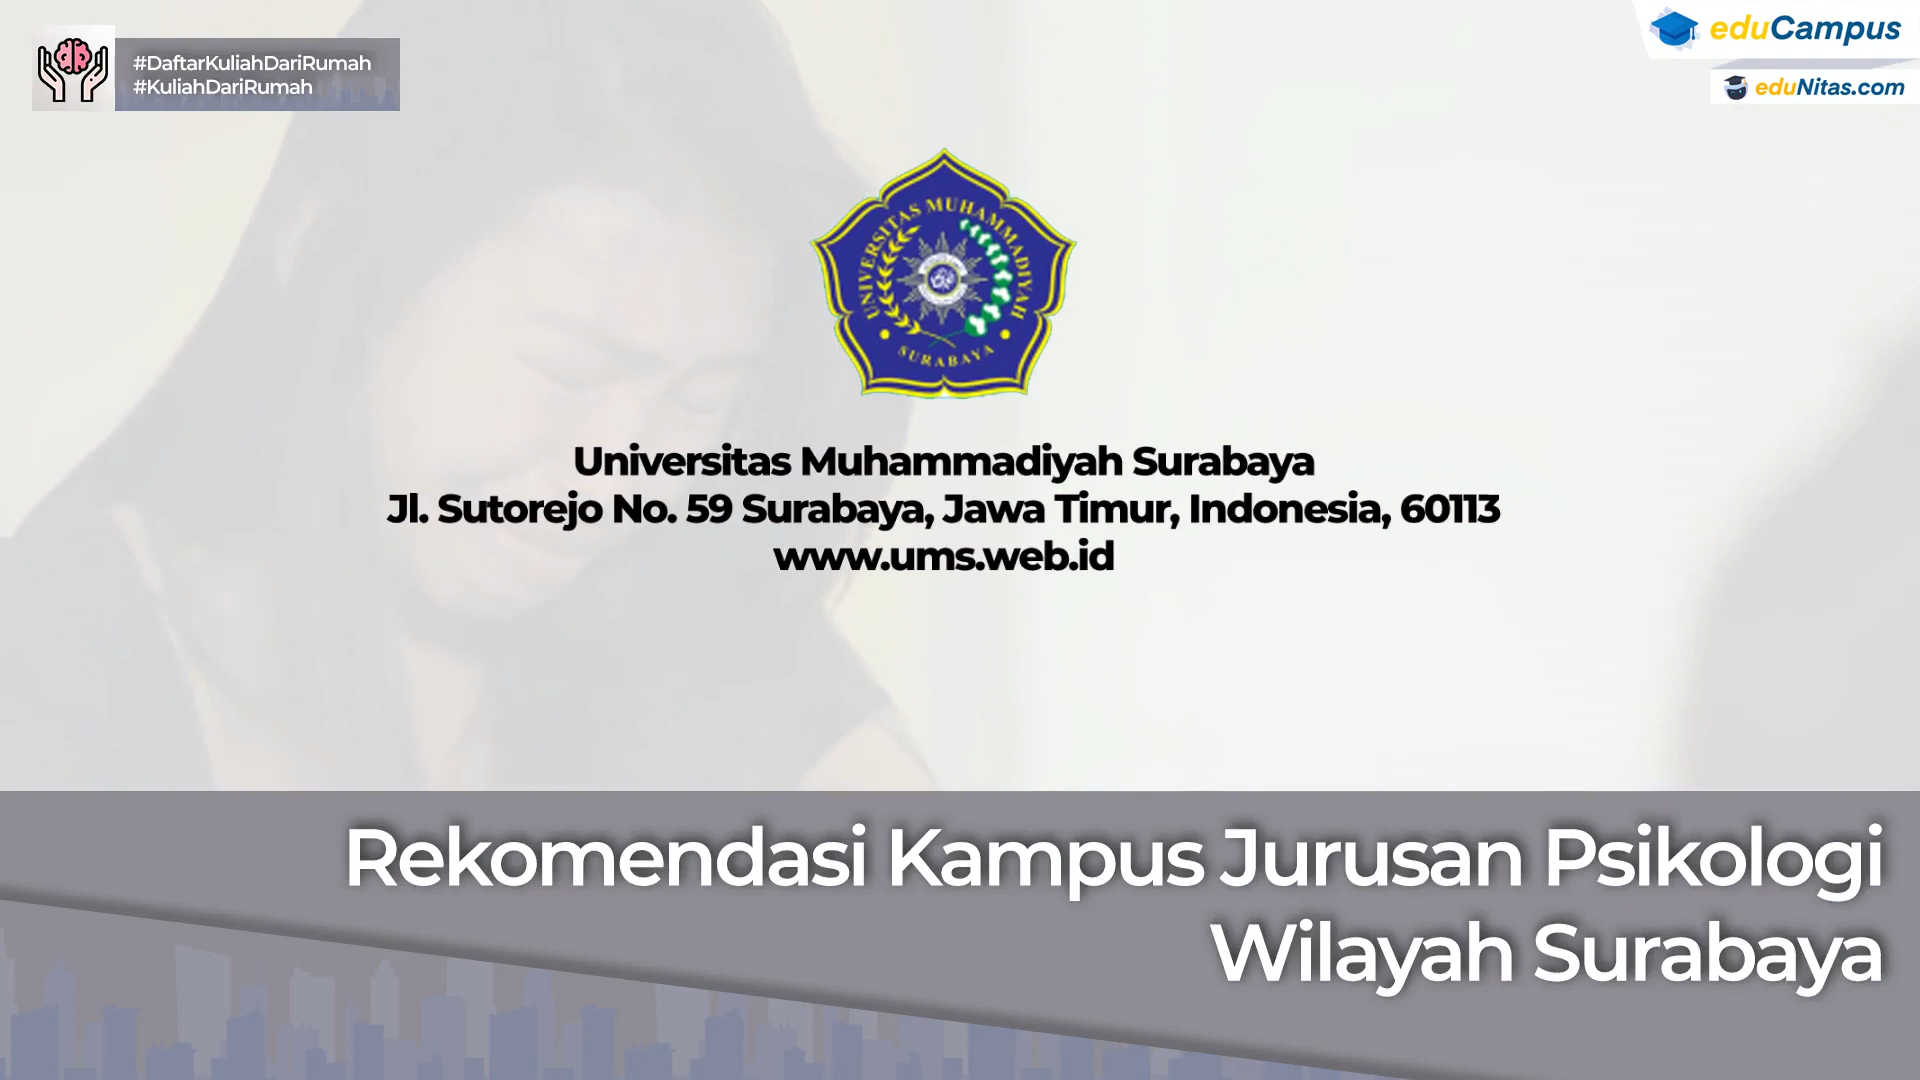 #DaftarKuliahDariRumah
#KuliahDariRumah
eduCampus
eduNitas.com
UNIVERSITAS MUHAMMADIYAH
SURABAYA
Universitas Muhammadiyah Surabaya
Jl. Sutorejo No. 59 Surabaya, Jawa Timur, Indonesia, 60113
www.ums.web.id
Rekomendasi Kampus Jurusan Psikologi
Wilayah Surabaya